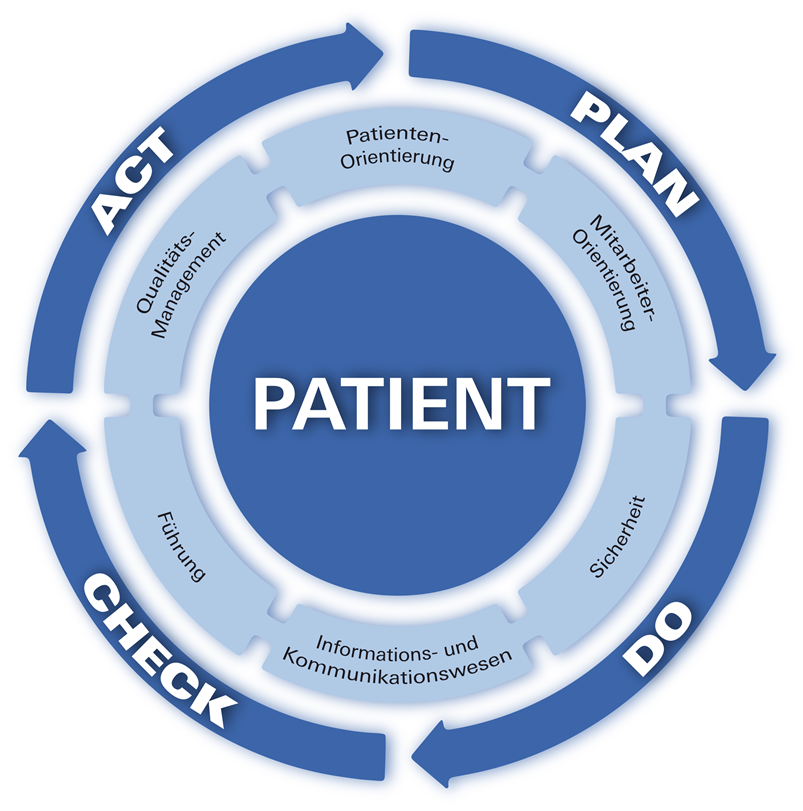 PLAN
DO
CHECK
ACT
Patienten-
Orientierung
Mitarbeiter-
Orientierung
Sicherheit
Informations- und
Kommunikationswesen
Führung
Qualitäts-
Management
PATIENT